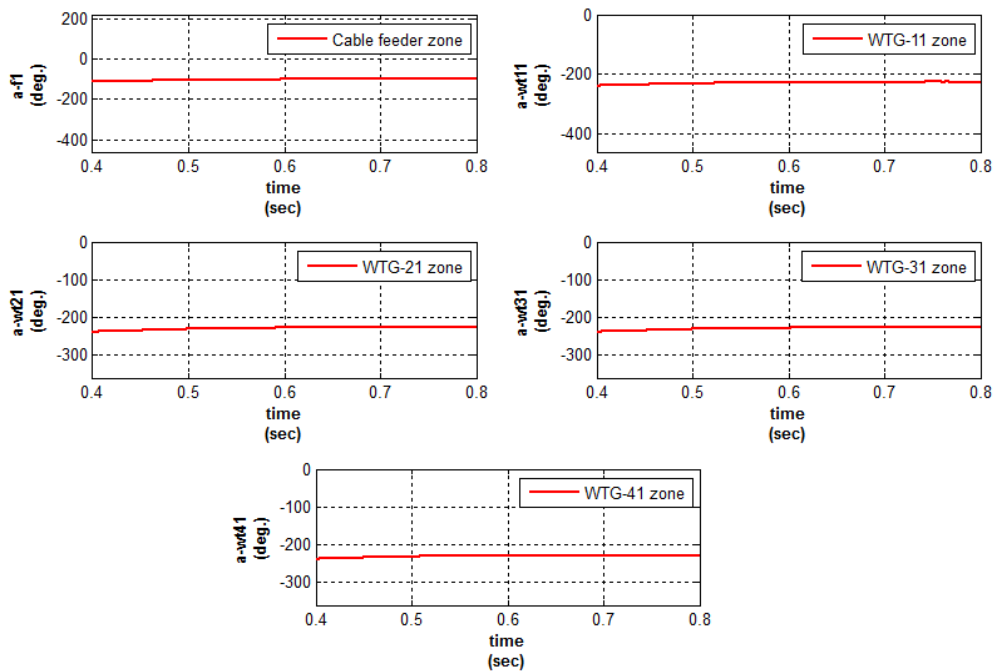 200
0
-200
-400
a-f1
(deg.)
Cable feeder zone
0.4 0.5 0.6 0.7 0.8
time
(sec)
0
-200
-400
a-wt11
(deg.)
WTG-11 zone
0.4 0.5 0.6 0.7 0.8
time
(sec)
0
-100
-200
-300
a-wt21
(deg.)
WTG-21 zone
0.4 0.5 0.6 0.7 0.8
time
(sec)
0
-100
-200
-300
a-wt31
(deg.)
WTG-31 zone
0.4 0.5 0.6 0.7 0.8
time
(sec)
0
-100
-200
-300
a-wt41
(deg.)
WTG-41 zone
0.4 0.5 0.6 0.7 0.8
time
(sec)